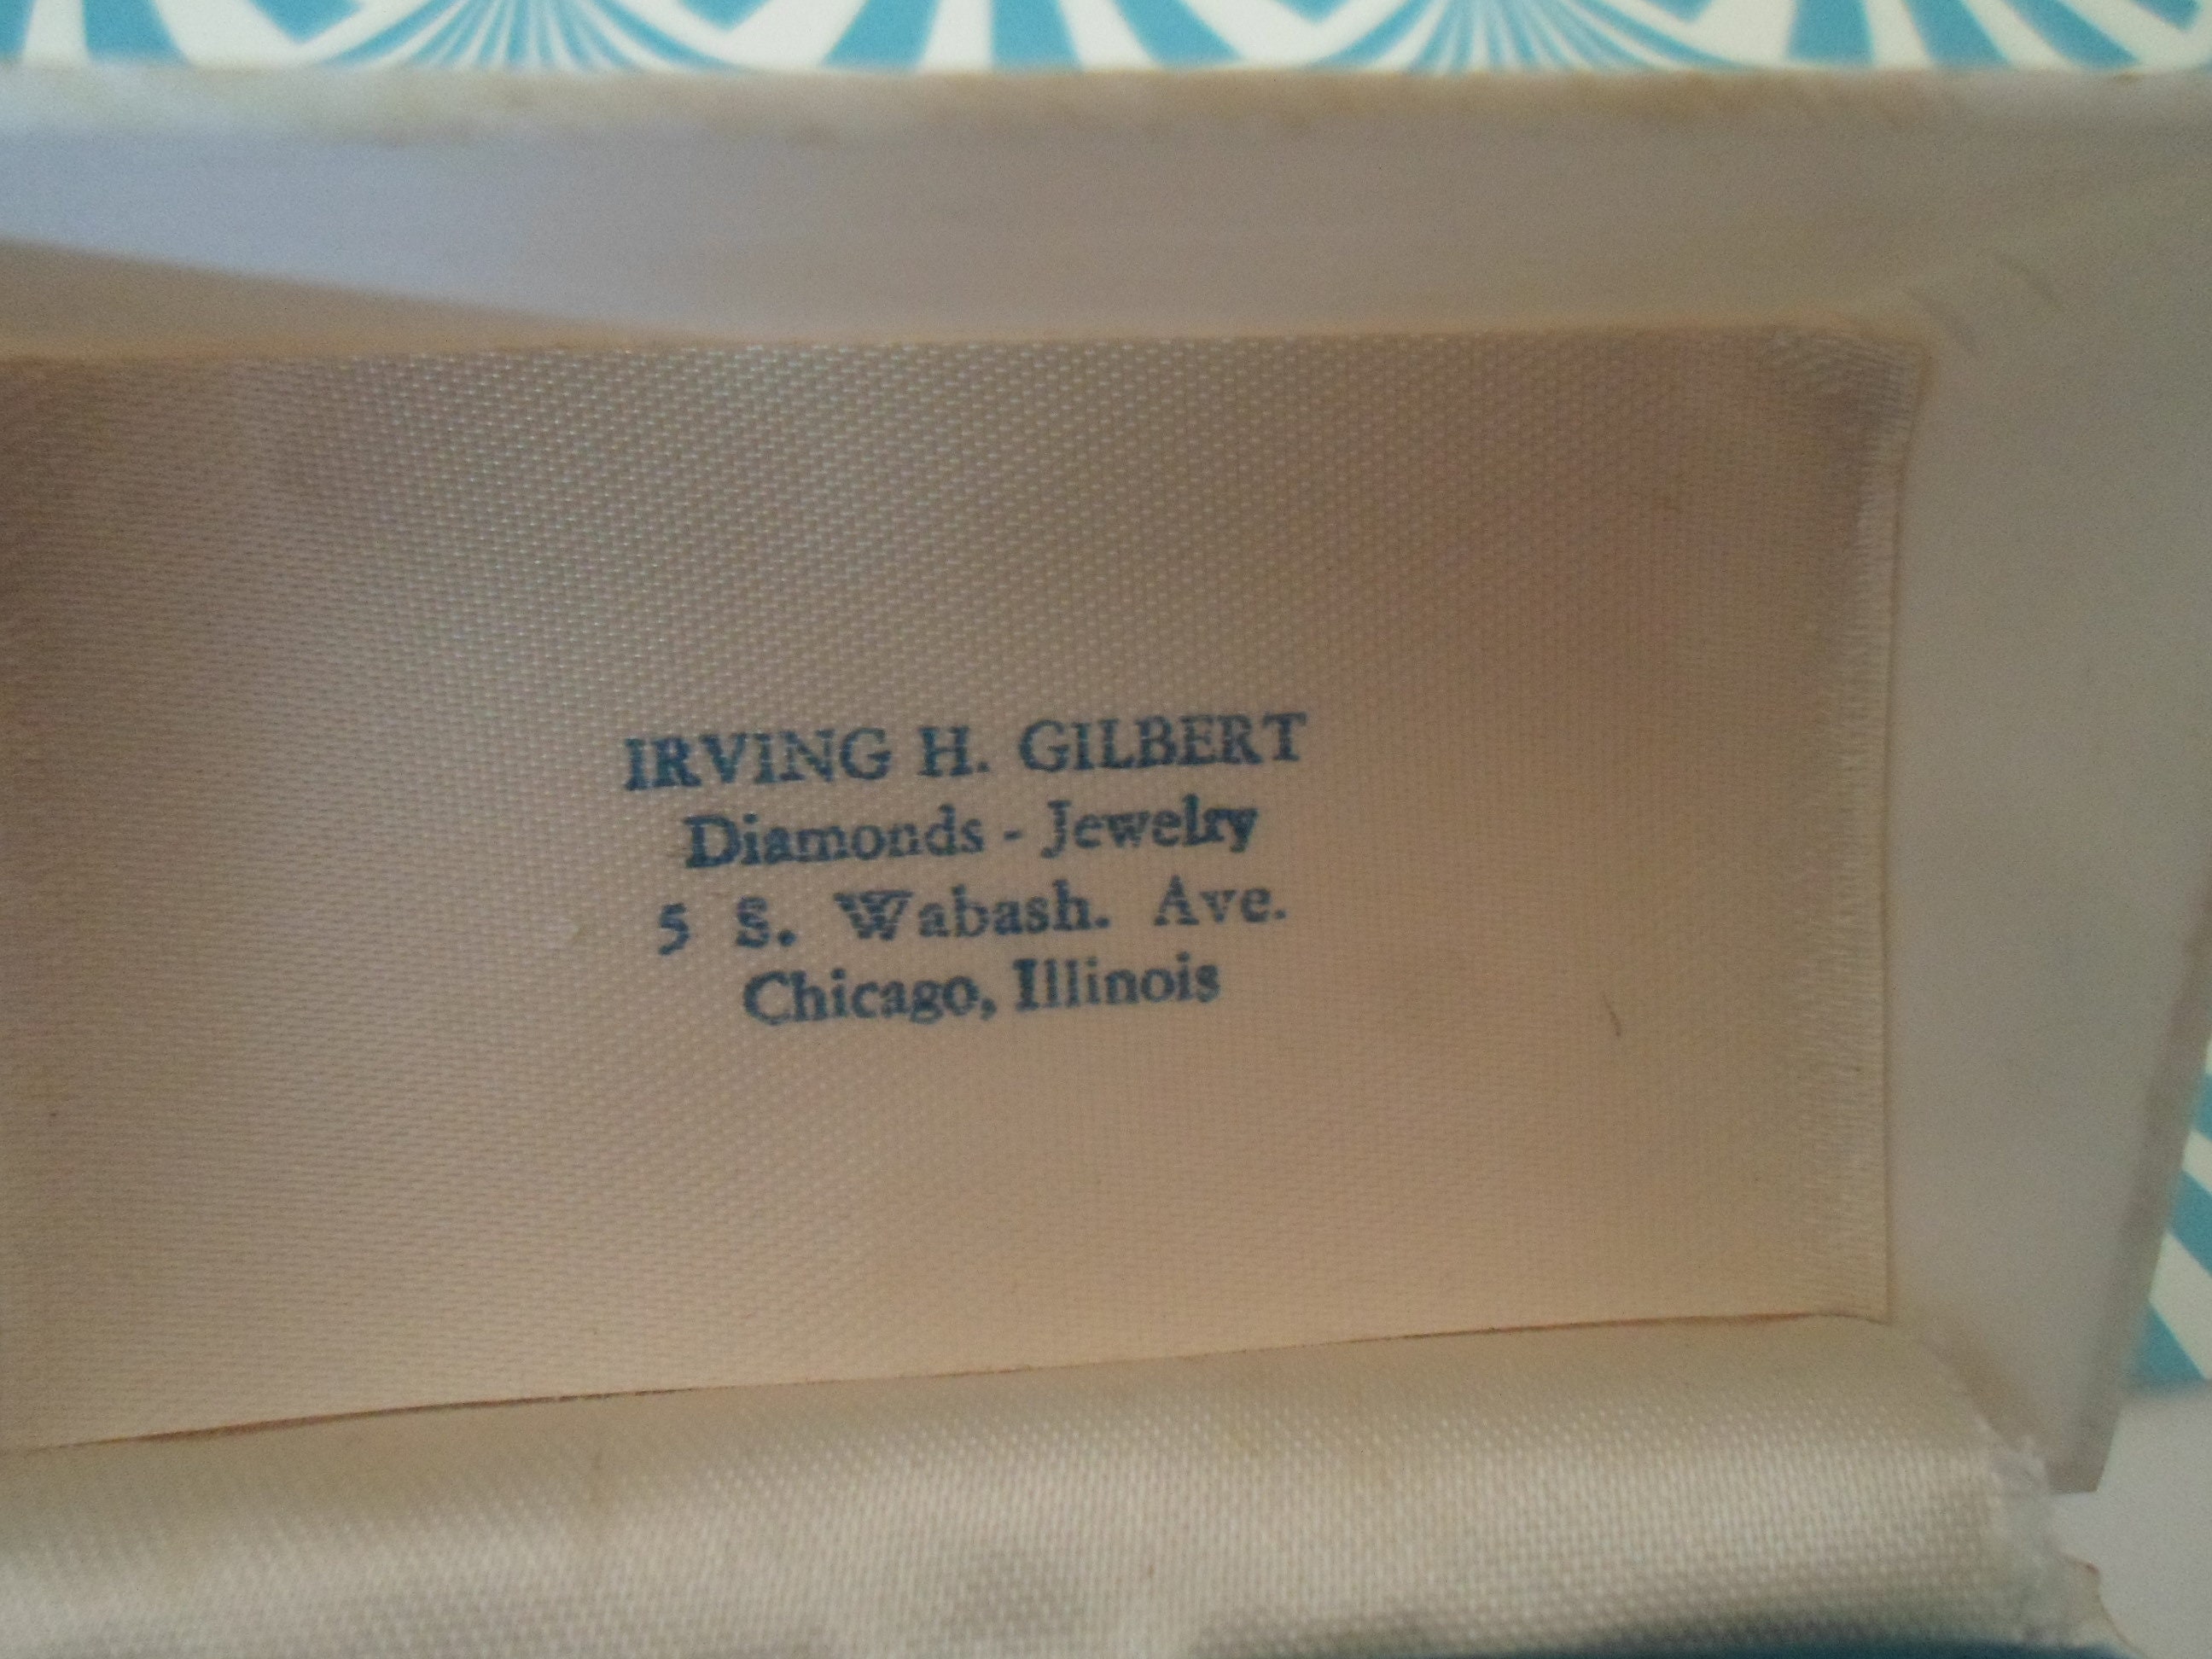 IRVING H. GILBERT
Diamonds - Jewelry
5 S. Wabash. Ave.
Chicago, Illinois